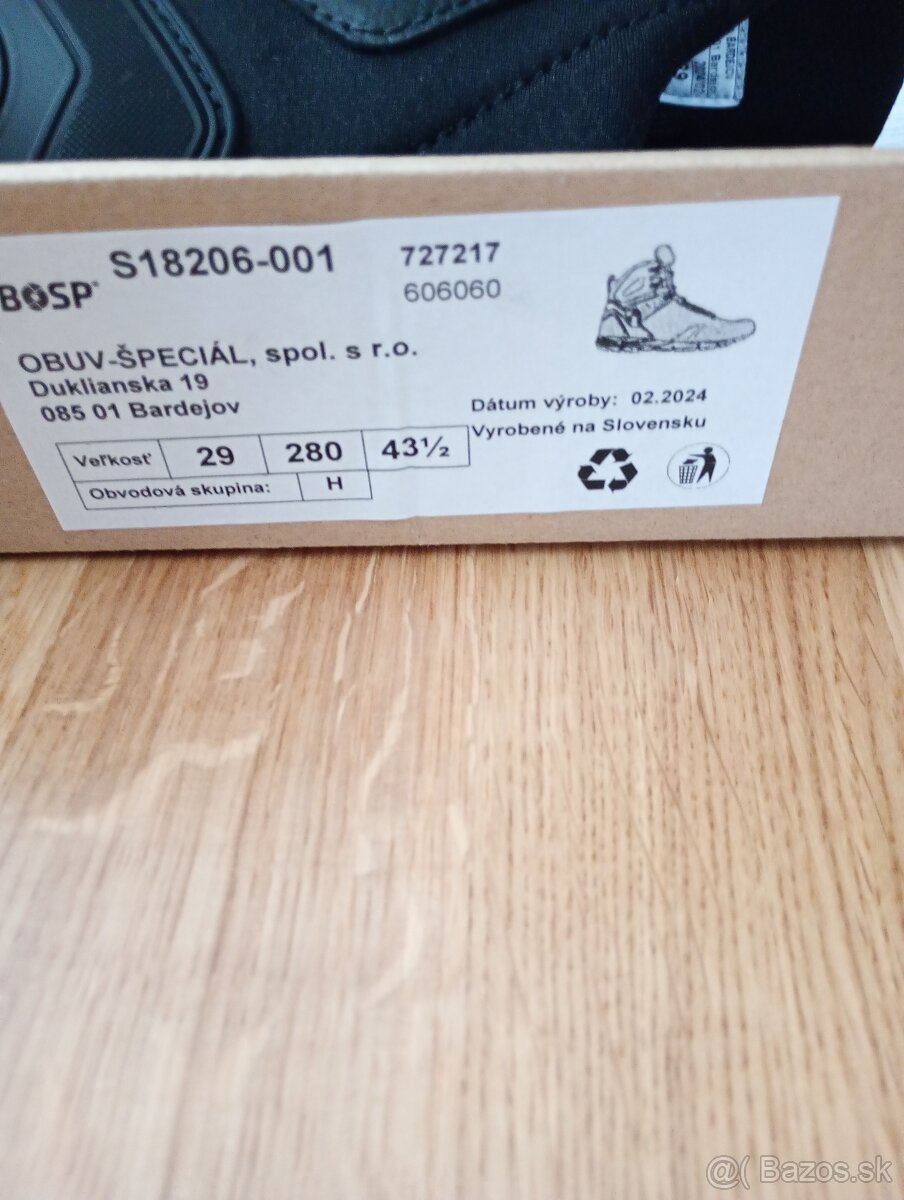 S18206-001
727217
606060
BOSP
OBUV-ŠPECIÁL, spol. s r.o.
Duklianska 19
085 01 Bardejov
Dátum výroby: 02.2024
Vyrobené na Slovensku
Veľkosť 29 280 43½
Obvodová skupina: H
@( Bazos.sk